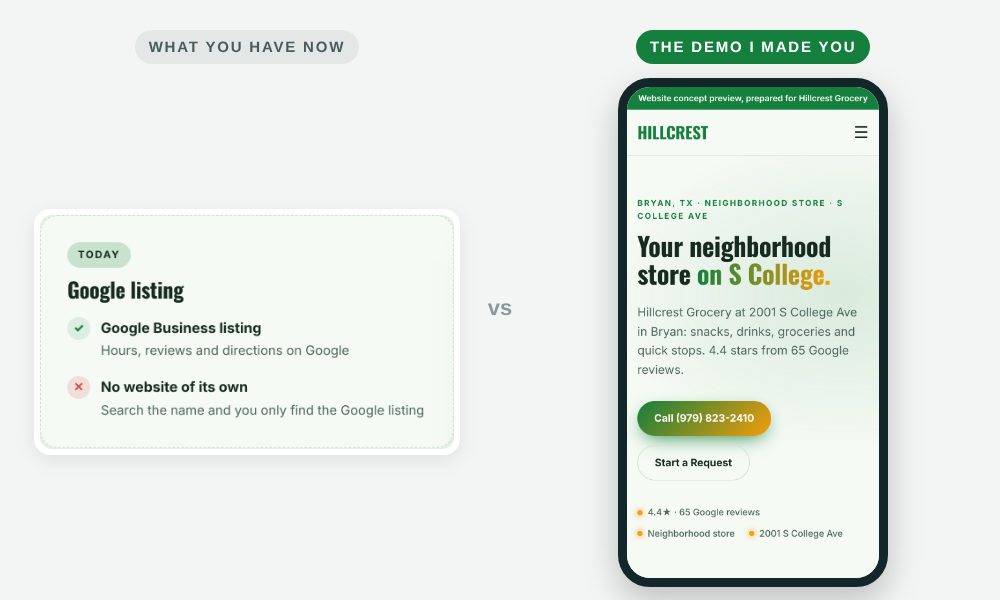 WHAT YOU HAVE NOW
TODAY
Google listing
Google Business listing
Hours, reviews and directions on Google
No website of its own
Search the name and you only find the Google listing
VS
THE DEMO I MADE YOU
Website concept preview, prepared for Hillcrest Grocery
HILLCREST
BRYAN, TX · NEIGHBORHOOD STORE · S
COLLEGE AVE
Your neighborhood
store on S College.
Hillcrest Grocery at 2001 S College Ave
in Bryan: snacks, drinks, groceries and
quick stops. 4.4 stars from 65 Google
reviews.
Call (979) 823-2410
Start a Request
4.4★ · 65 Google reviews
Neighborhood store
2001 S College Ave